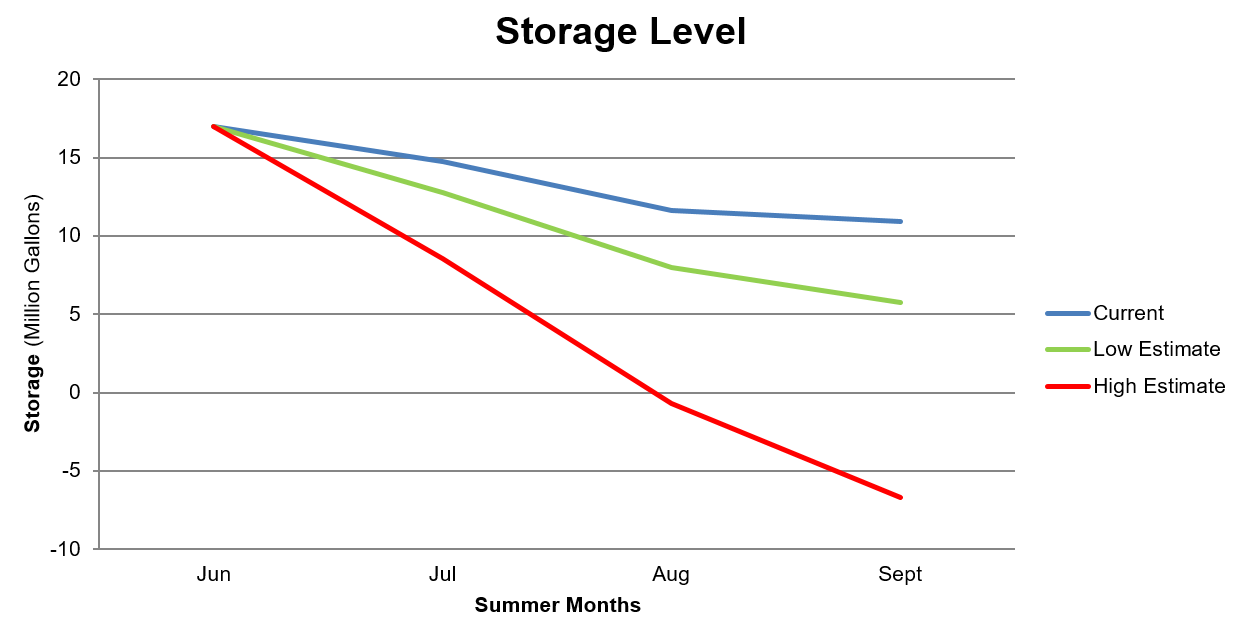 Storage Level
20
15
10
5
0
-5
-10
Storage (Million Gallons)
Jun Jul Aug Sept
Summer Months
Current
Low Estimate
High Estimate